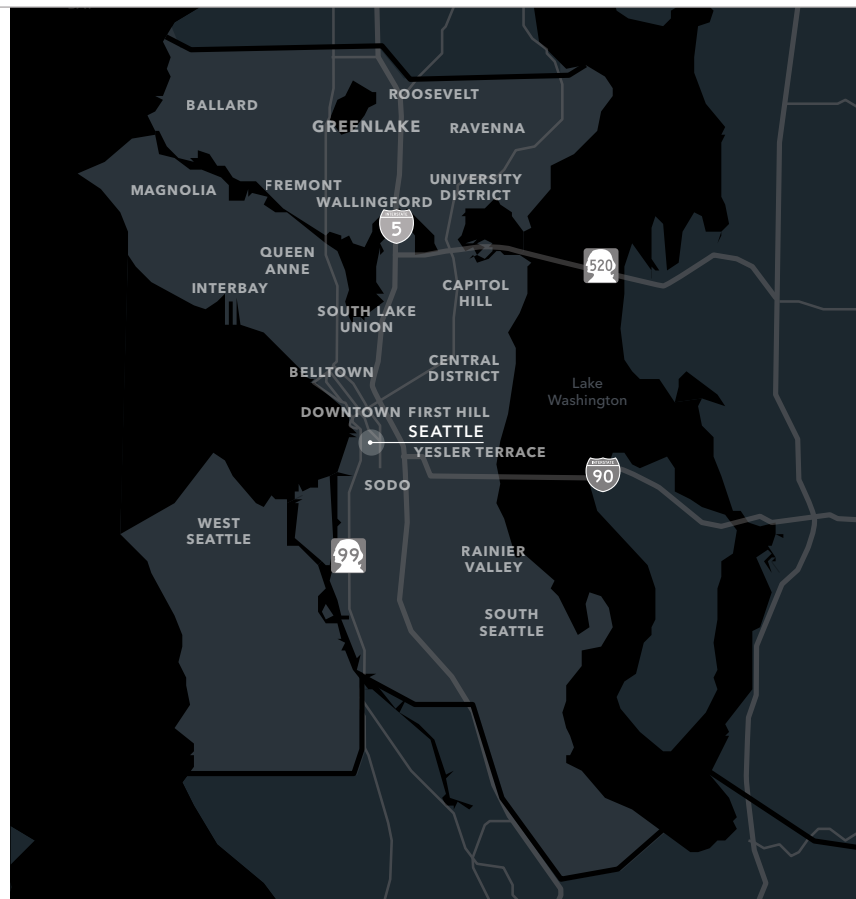 ROOSEVELT
BALLARD
GREENLAKE
RAVENNA
UNIVERSITY
DISTRICT
FREMONT
MAGNOLIA
WALLINGFORD
5
QUEEN
ANNE
520
INTERBAY
CAPITOL
HILL
SOUTH LAKE
UNION
CENTRAL
DISTRICT
BELLTOWN
Lake
Washington
DOWNTOWN
FIRST HILL
SEATTLE
YESLER TERRACE
90
SODO
WEST
SEATTLE
99
RAINIER
VALLEY
SOUTH
SEATTLE